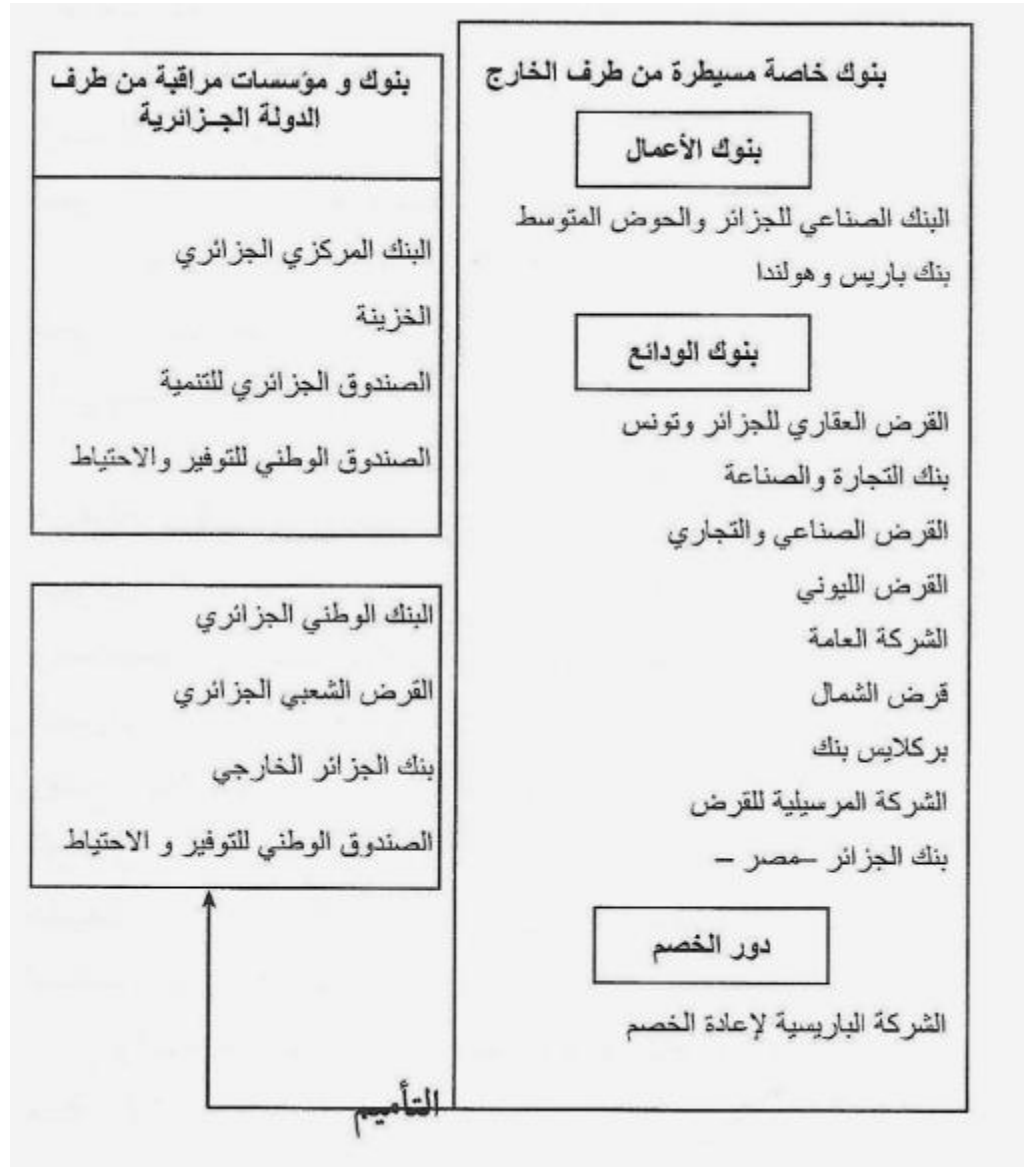 بنوك خاصة مسيطرة من طرف الخارج
بنوك الأعمال
البنك الصناعي للجزائر والحوض المتوسط
بنك باريس وهولندا
بنوك الودائع
القرض العقاري للجزائر وتونس
بنك التجارة والصناعة
القرض الصناعي والتجاري
القرض الليوني
الشركة العامة
قرض الشمال
بركلايس بنك
الشركة المرسيلية للقرض
بنك الجزائر –مصر –
دور الخصم
الشركة الباريسية لإعادة الخصم
بنوك و مؤسسات مراقبة من طرف
الدولة الجـزائرية
البنك المركزي الجزائري
الخزينة
الصندوق الجزائري للتنمية
الصندوق الوطني للتوفير والاحتياط
البنك الوطني الجزائري
القرض الشعبي الجزائري
بنك الجزائر الخارجي
الصندوق الوطني للتوفير و الاحتياط
التأميم